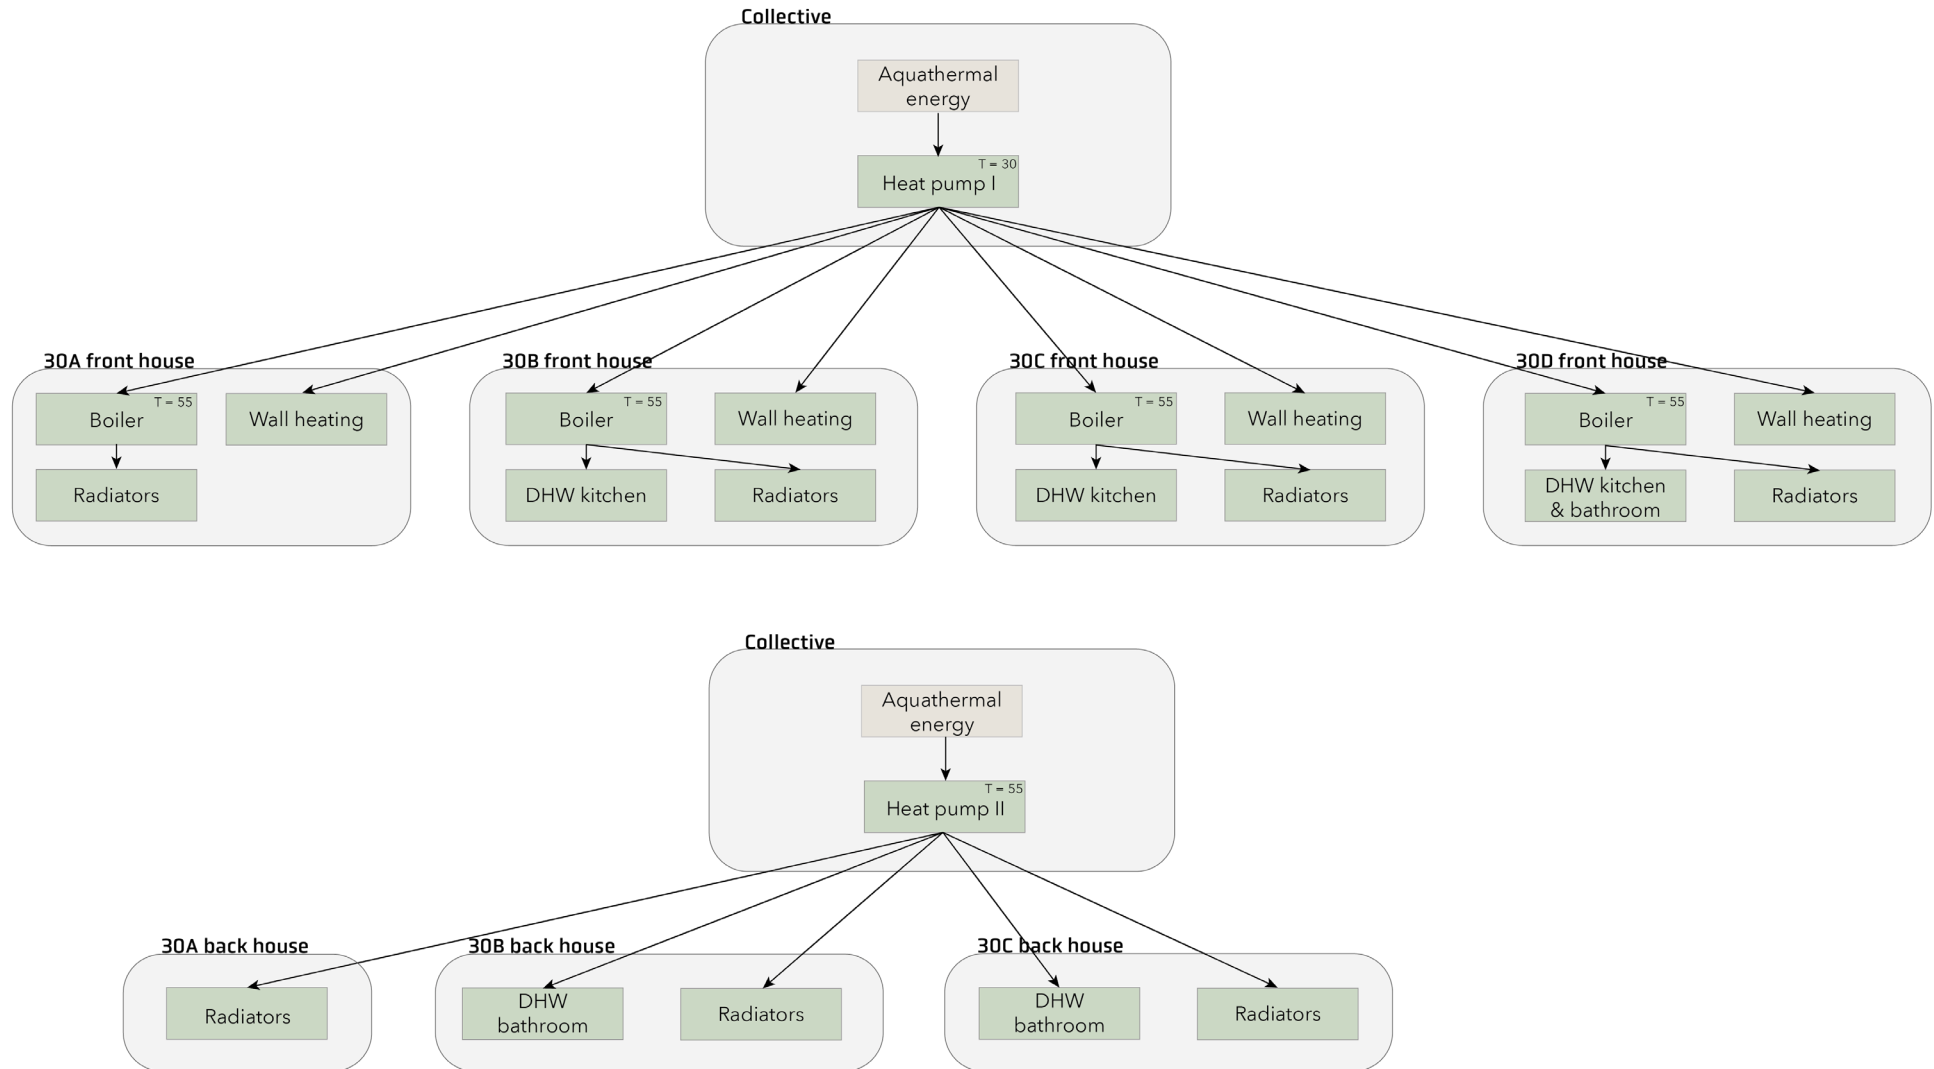 Collective
Aquathermal
energy
T = 30
Heat pump I
30A front house
T = 55
Boiler
Wall heating
Radiators
30B front house
T = 55
Boiler
Wall heating
DHW kitchen
Radiators
30C front house
T = 55
Boiler
Wall heating
DHW kitchen
Radiators
30D front house
T = 55
Boiler
Wall heating
DHW kitchen
& bathroom
Radiators
Collective
Aquathermal
energy
T = 55
Heat pump II
30A back house
Radiators
30B back house
DHW
bathroom
Radiators
30C back house
DHW
bathroom
Radiators